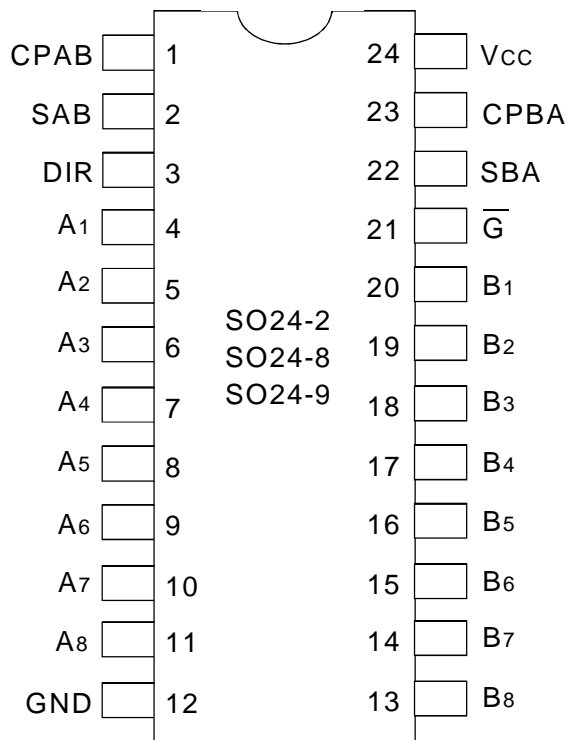 CPAB 1 24 VCC
SAB 2 23 CPBA
DIR 3 22 SBA
A1 4 21 G̅
A2 5 20 B1
SO24-2
A3 6 19 B2
SO24-8
SO24-9
A4 7 18 B3
A5 8 17 B4
A6 9 16 B5
A7 10 15 B6
A8 11 14 B7
GND 12 13 B8